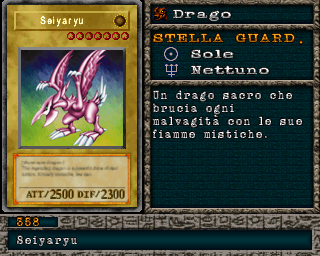 Seiyaryu
ATT/2500 DIF/2300
Drago
STELLA GUARD.
Sole
Nettuno
Un drago sacro che
brucia ogni
malvagità con le sue
fiamme mistiche.
358
Seiyaryu